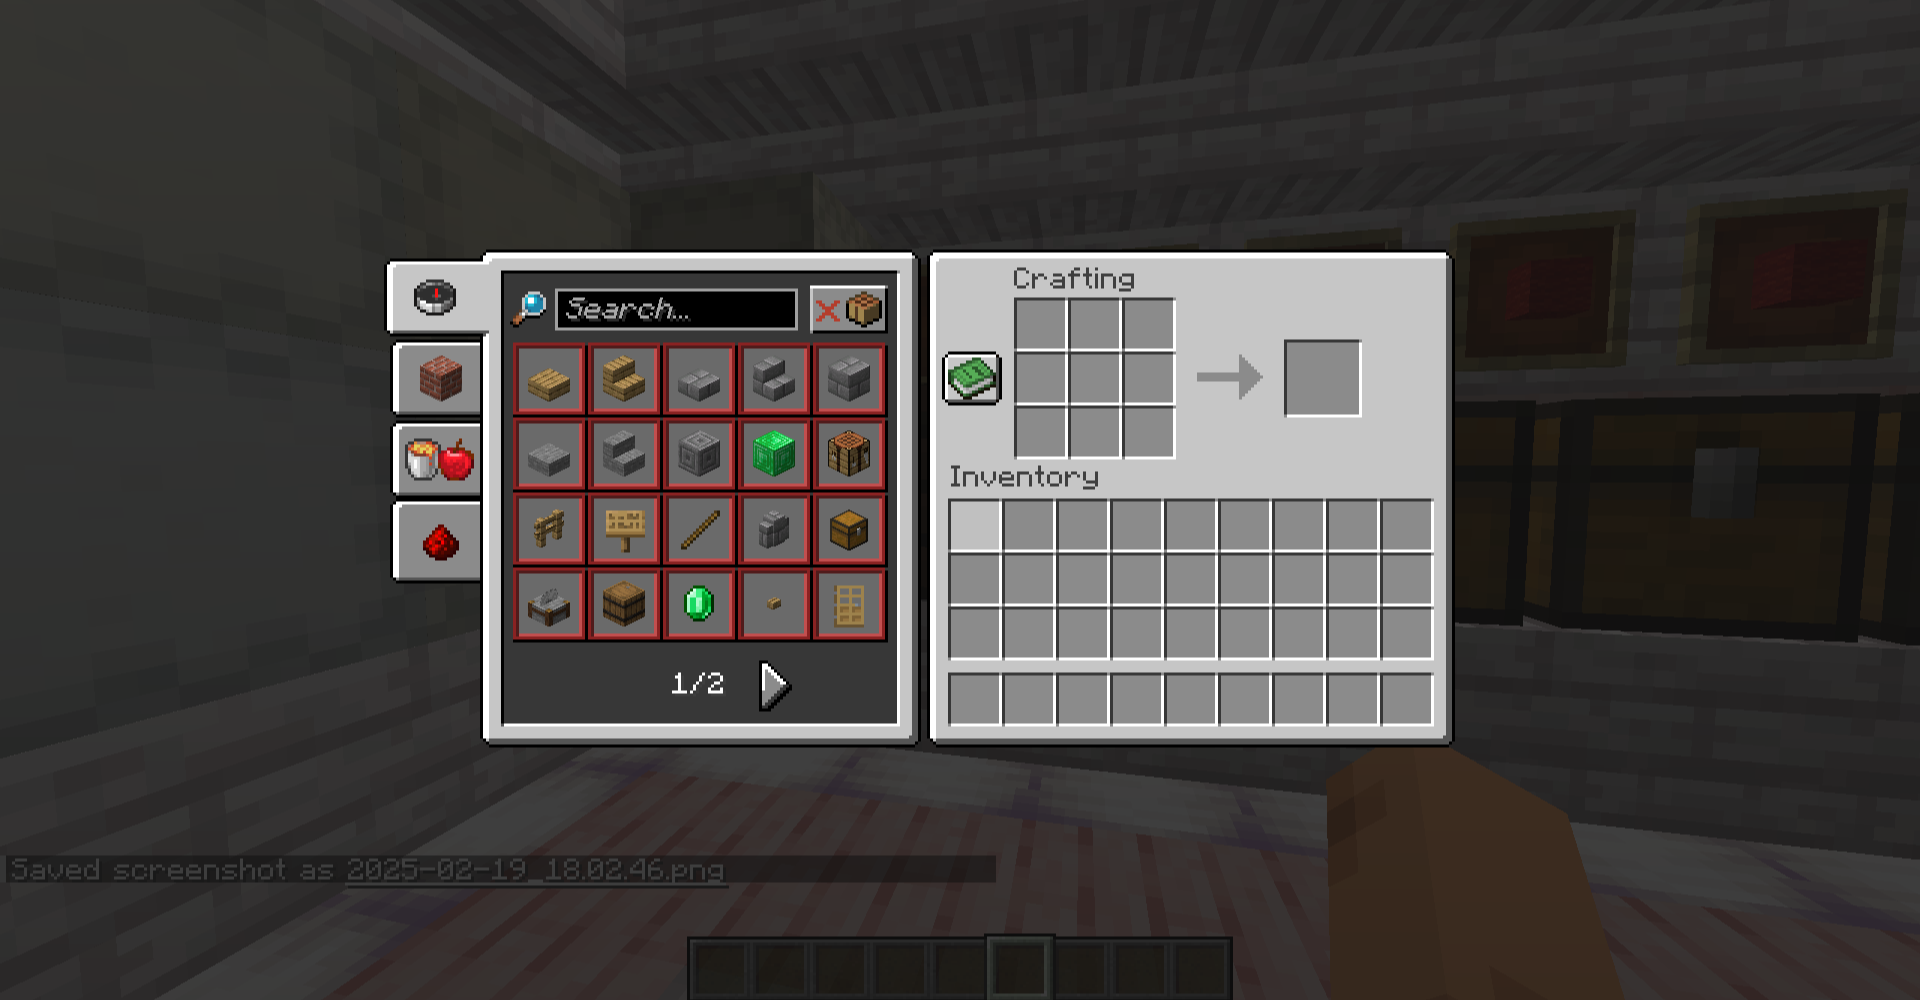 Search...
Crafting
Inventory
1/2
Saved screenshot as 2025-02-19_18.02.46.png